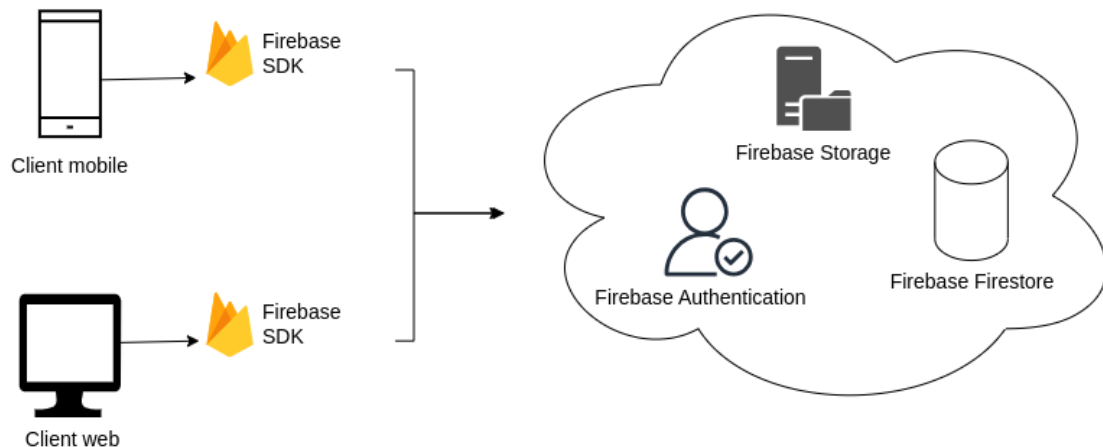 Firebase
SDK
Client mobile
Firebase Storage
Firebase Authentication
Firebase Firestore
Firebase
SDK
Client web